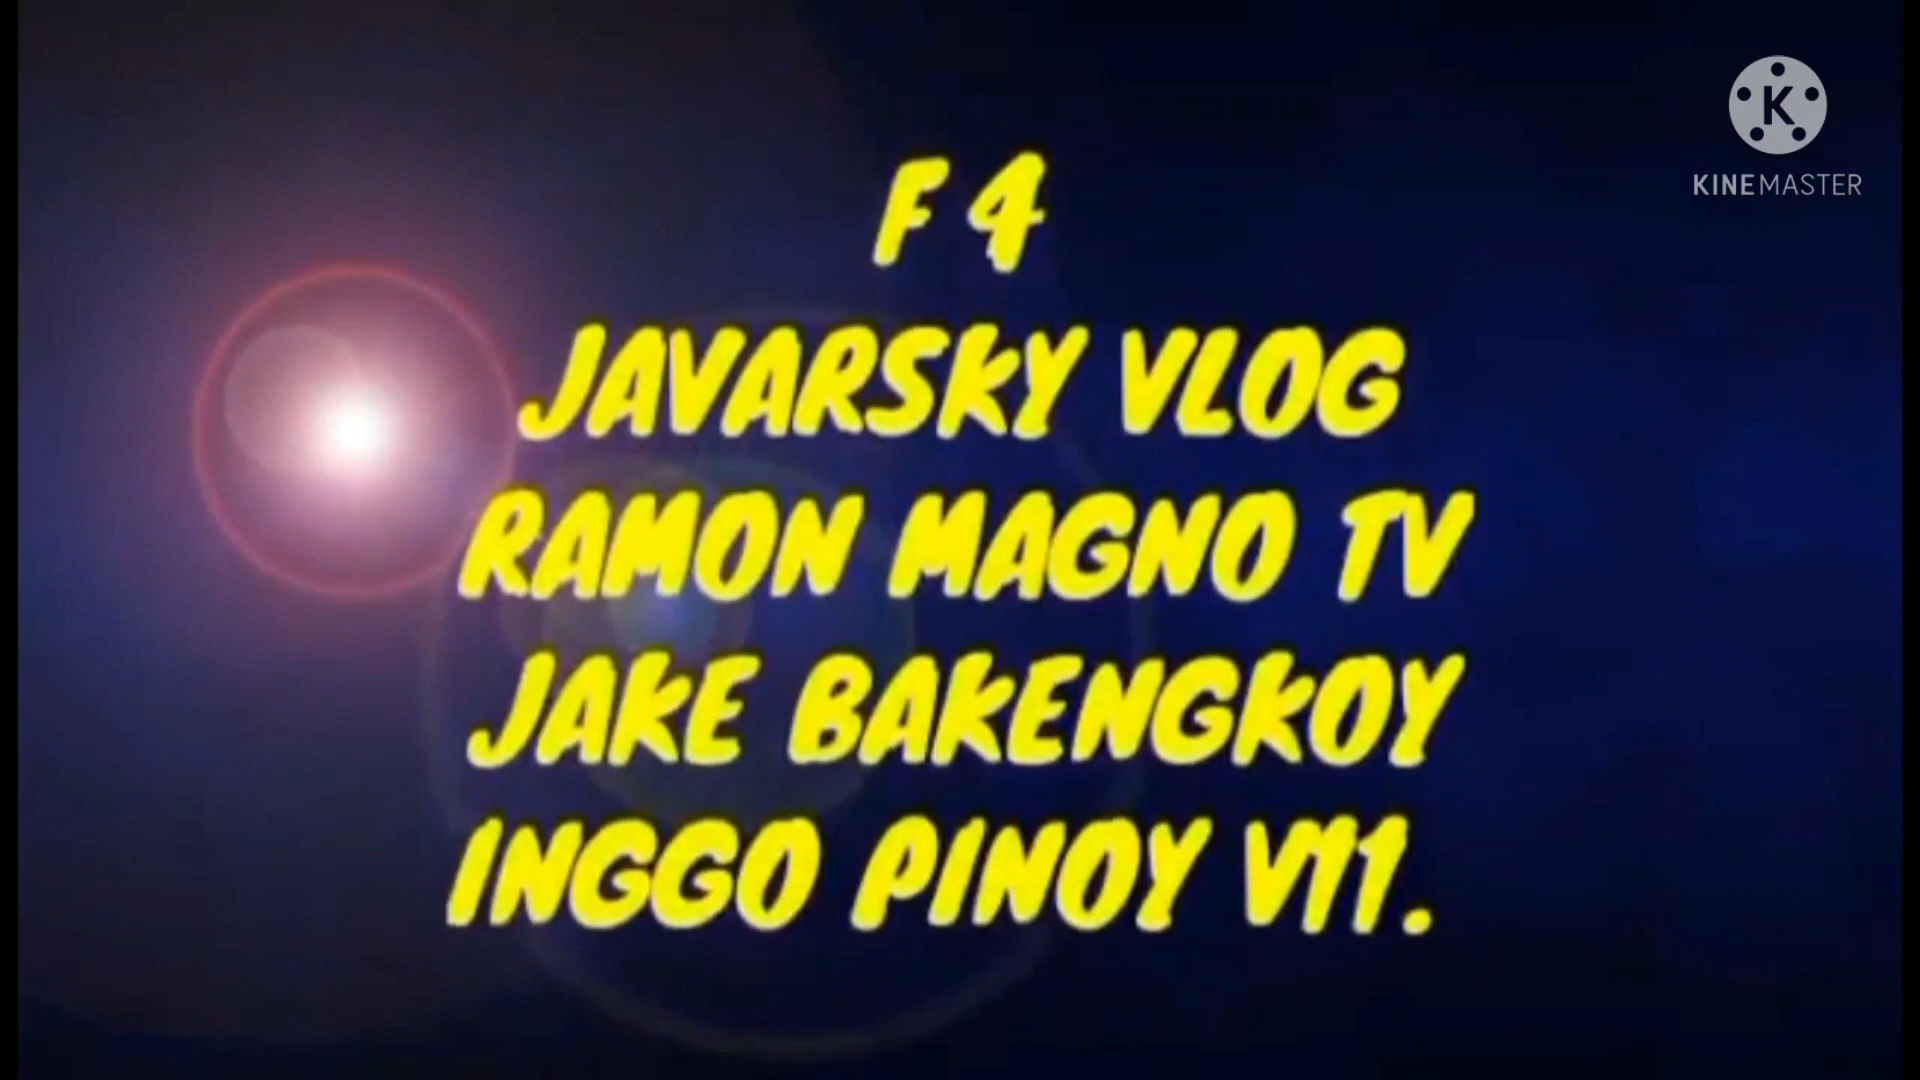 K
KINEMASTER
F 4
JAVARSKY VLOG
RAMON MAGNO TV
JAKE BAKENGKOY
INGGO PINOY V11.